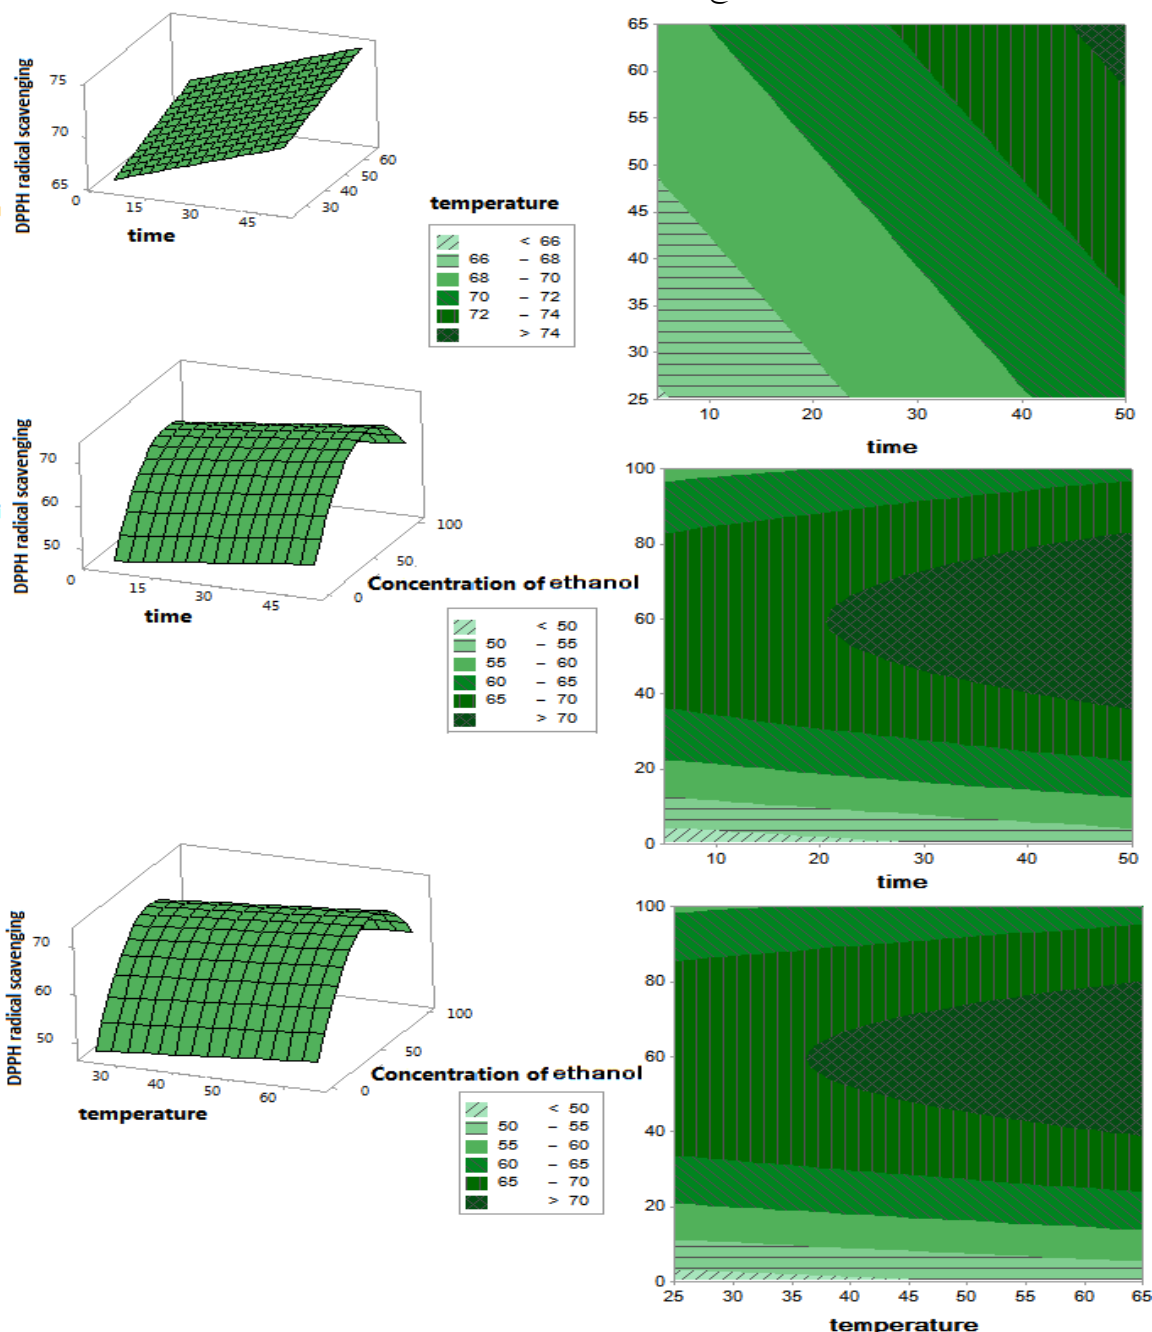 75
70
65
0
15
30
45
60
50
40
30
DPPH radical scavenging
time
temperature
< 66
66 – 68
68 – 70
70 – 72
72 – 74
> 74
65
60
55
50
45
40
35
30
25
10 20 30 40 50
time
70
60
50
0
15
30
45
100
50
0
DPPH radical scavenging
time
Concentration of ethanol
< 50
50 – 55
55 – 60
60 – 65
65 – 70
> 70
100
80
60
40
20
0
10 20 30 40 50
time
70
60
50
30
40
50
60
100
50
0
DPPH radical scavenging
temperature
Concentration of ethanol
< 50
50 – 55
55 – 60
60 – 65
65 – 70
> 70
100
80
60
40
20
0
25 30 35 40 45 50 55 60 65
temperature